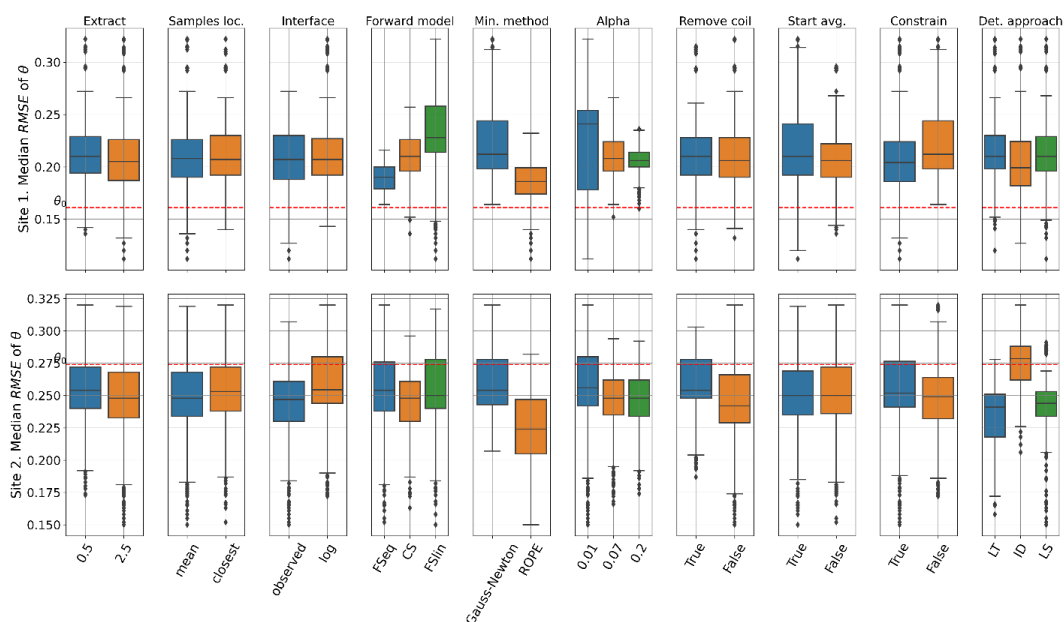 Extract Samples loc. Interface Forward model Min. method Alpha Remove coil Start avg. Constrain Det. approach
Site 1. Median RMSE of θ
0.30
0.25
0.20
θ₀
0.15
Site 2. Median RMSE of θ
0.325
0.300
θ₀
0.275
0.250
0.225
0.200
0.175
0.150
0.5 2.5 mean closest observed log FSeq CS FSlin Gauss-Newton ROPE 0.01 0.07 0.2 True False True False True False LT ID LS